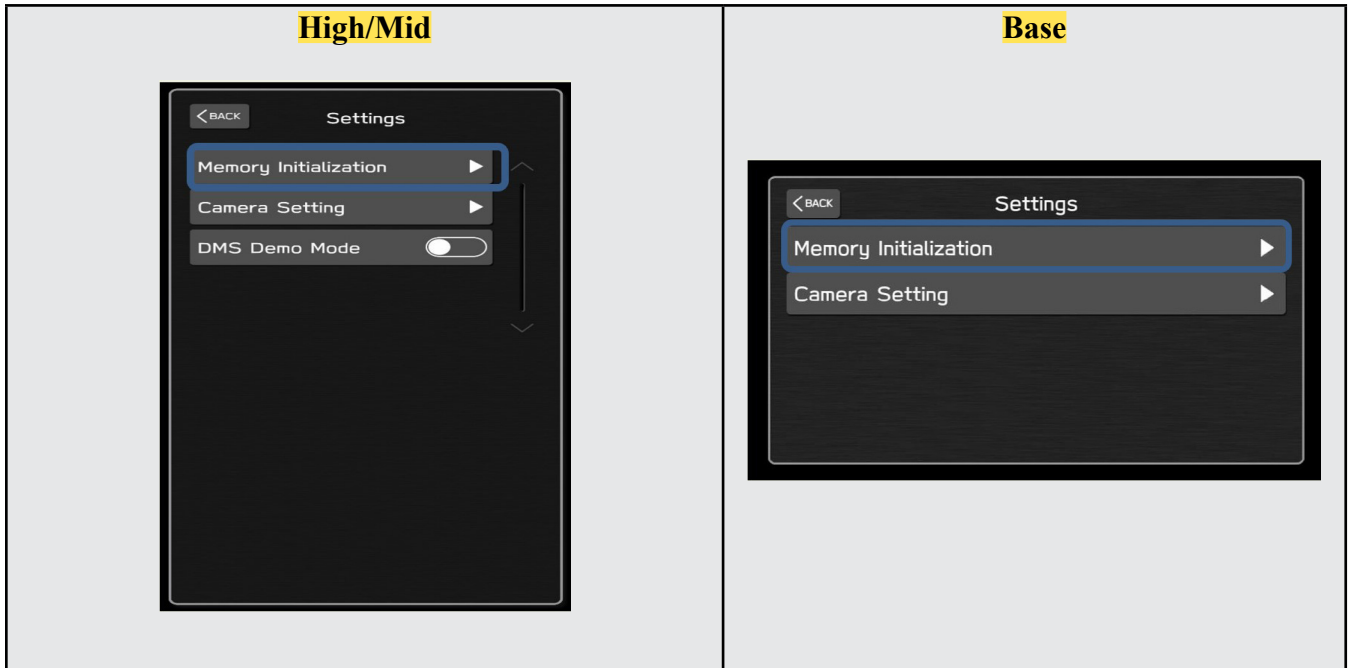 High/Mid
< BACK
Settings
Memory Initialization
Camera Setting
DMS Demo Mode
Base
< BACK
Settings
Memory Initialization
Camera Setting